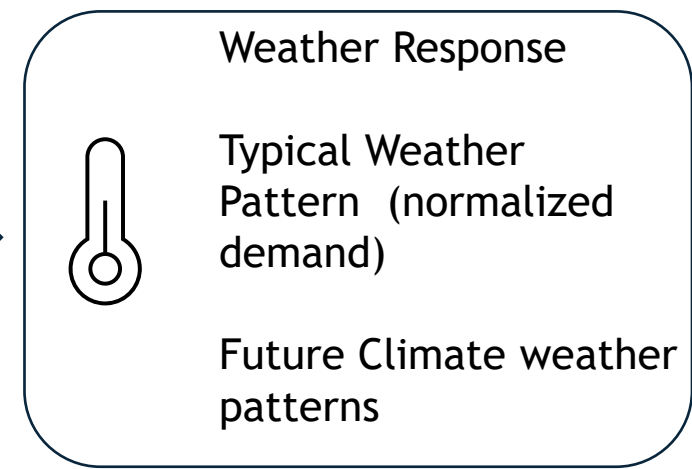 Weather Response
Typical Weather
Pattern (normalized
demand)
Future Climate weather
patterns